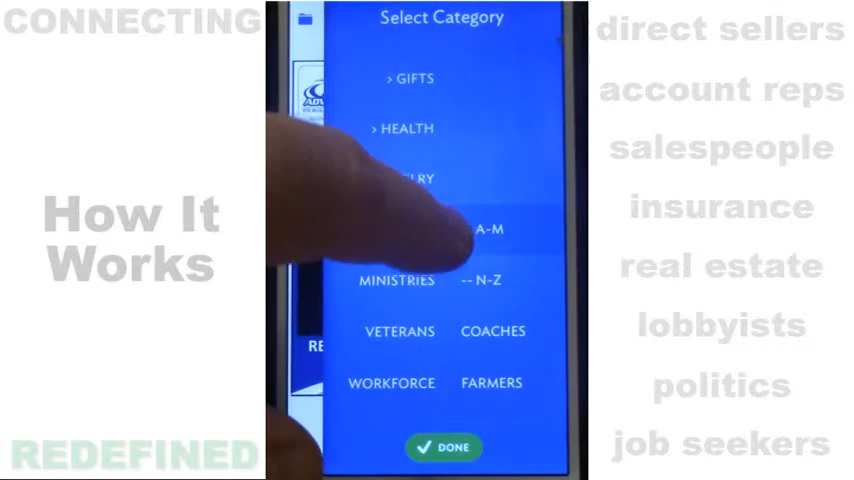 CONNECTING
How It
Works
REDEFINED
Select Category
> GIFTS
> HEALTH
A-M
MINISTRIES -- N-Z
VETERANS COACHES
WORKFORCE FARMERS
DONE
direct sellers
account reps
salespeople
insurance
real estate
lobbyists
politics
job seekers